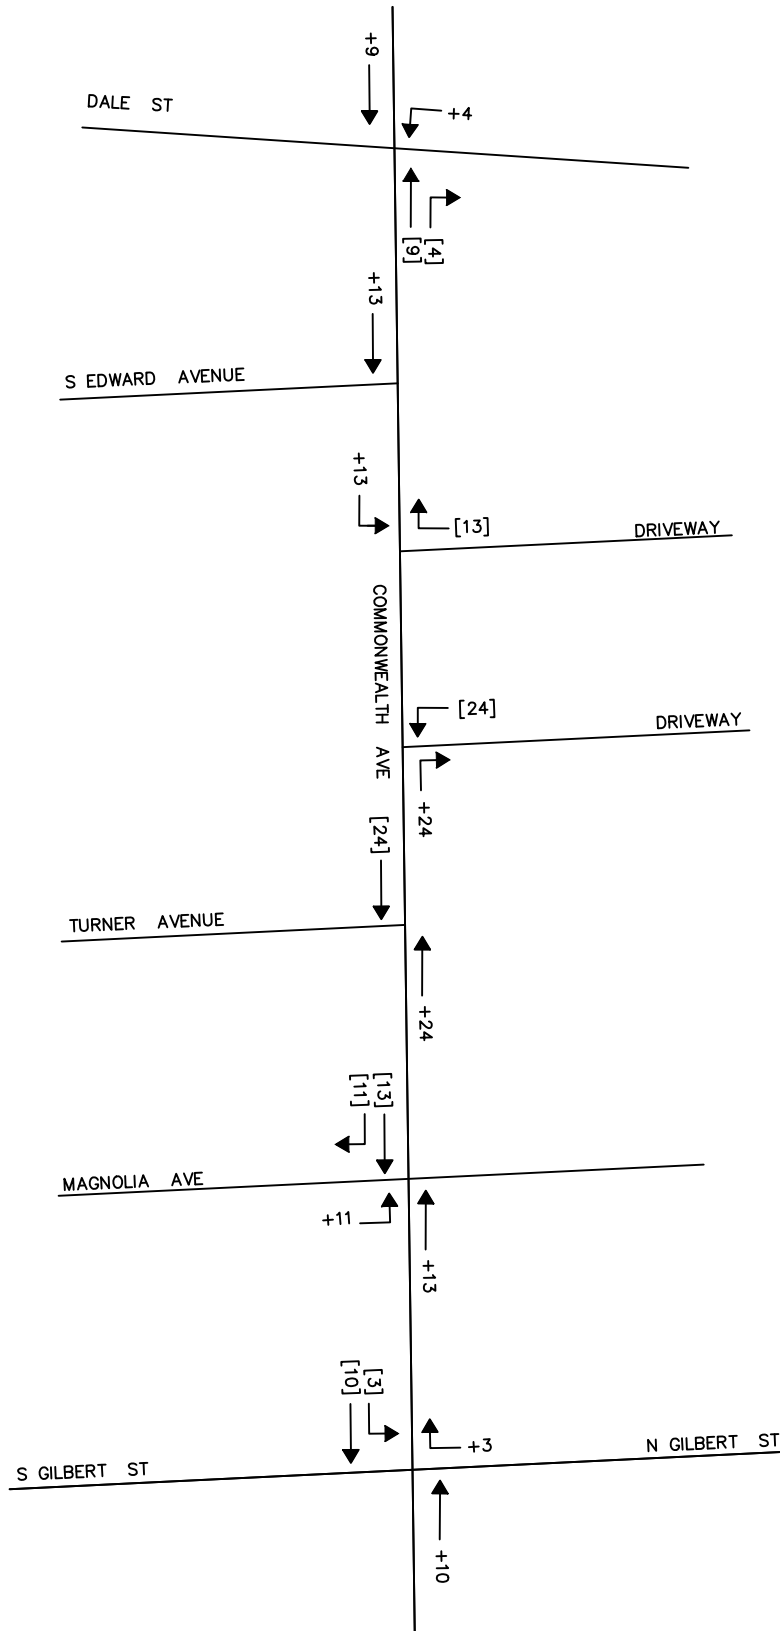 +9
DALE ST
+4
[9]
[4]
+13
S EDWARD AVENUE
+13
[13]
DRIVEWAY
COMMONWEALTH AVE
[24]
DRIVEWAY
+24
[24]
TURNER AVENUE
+24
[11]
[13]
MAGNOLIA AVE
+11
+13
[10]
[3]
+3
N GILBERT ST
S GILBERT ST
+10